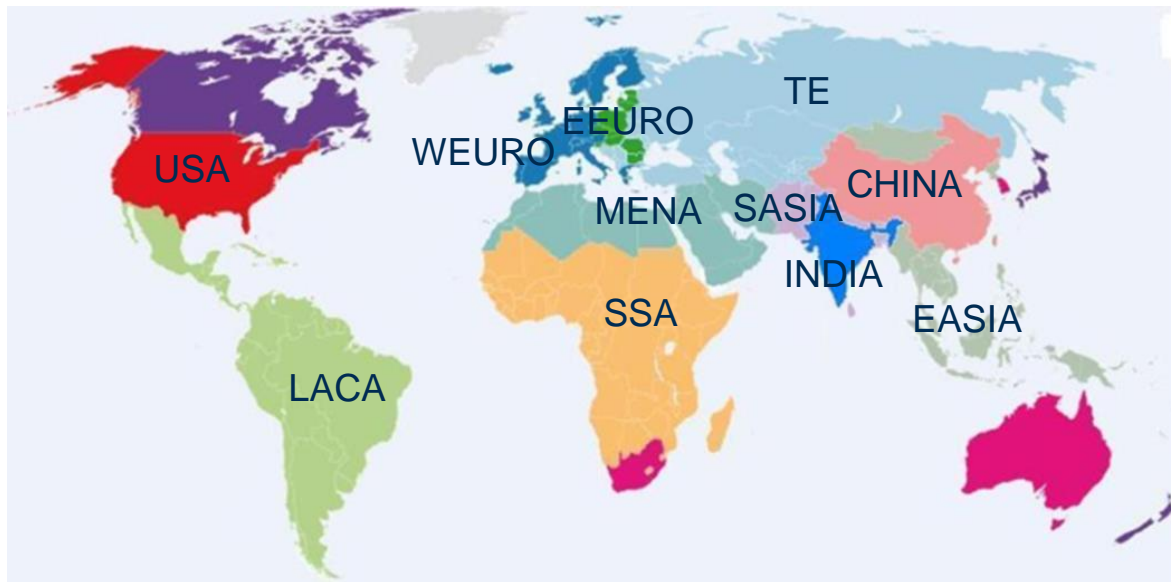 TE
EEURO
WEURO
USA
CHINA
MENA
SASIA
INDIA
SSA
EASIA
LACA